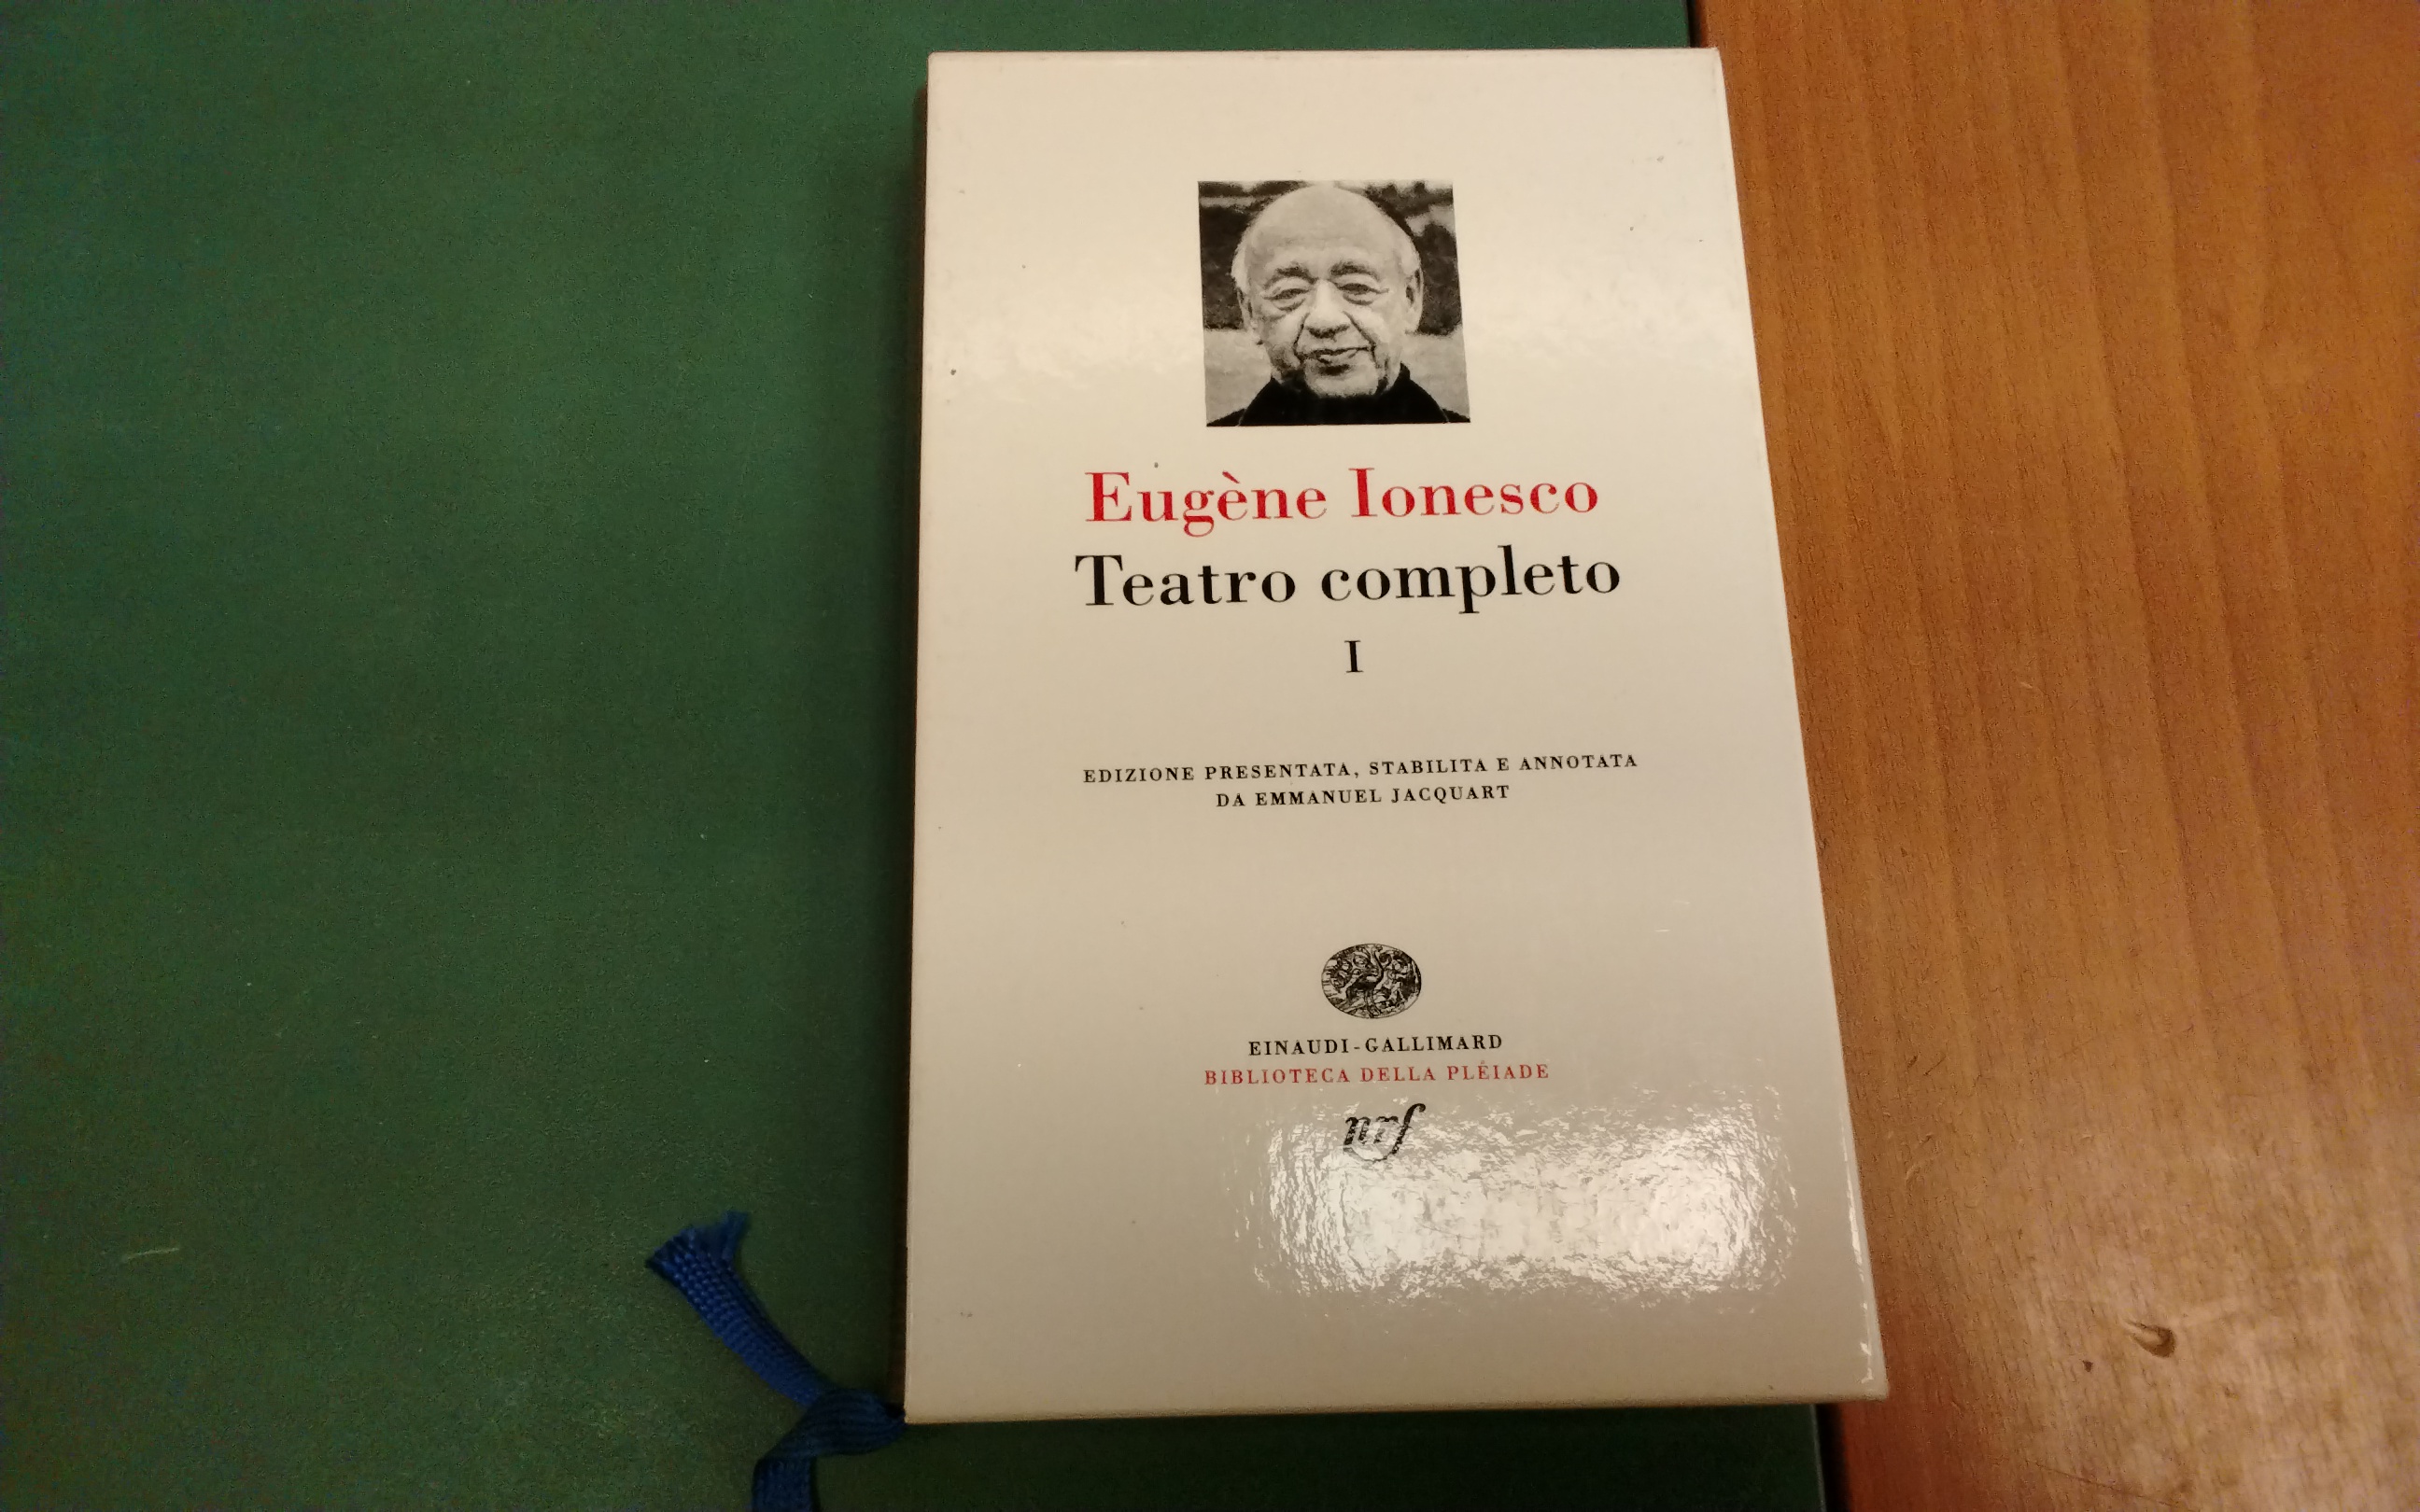 Eugène Ionesco
Teatro completo
I
EDIZIONE PRESENTATA, STABILITA E ANNOTATA
DA EMMANUEL JACQUART
EINAUDI-GALLIMARD
BIBLIOTECA DELLA PLÉIADE
nrf